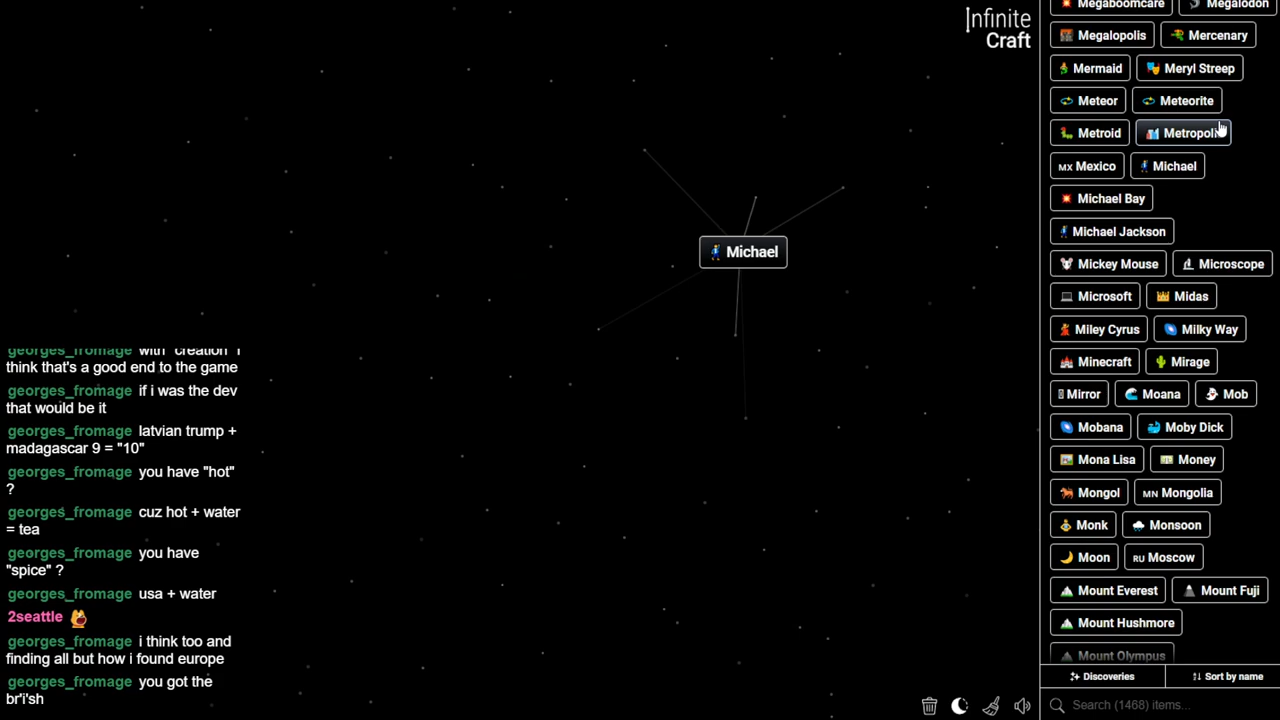 Infinite
Craft
Michael
georges_fromage with "creation" i
think that's a good end to the game
georges_fromage if i was the dev
that would be it
georges_fromage latvian trump +
madagascar 9 = "10"
georges_fromage you have "hot"
?
georges_fromage cuz hot + water
= tea
georges_fromage you have
"spice" ?
georges_fromage usa + water
2seattle
georges_fromage i think too and
finding all but how i found europe
georges_fromage you got the
br'i'sh
Megaboomcare Megalodon
Megalopolis Mercenary
Mermaid Meryl Streep
Meteor Meteorite
Metroid Metropolis
MX Mexico Michael
Michael Bay
Michael Jackson
Mickey Mouse Microscope
Microsoft Midas
Miley Cyrus Milky Way
Minecraft Mirage
Mirror Moana Mob
Mobana Moby Dick
Mona Lisa Money
Mongol MN Mongolia
Monk Monsoon
Moon RU Moscow
Mount Everest Mount Fuji
Mount Hushmore
Mount Olympus
Discoveries Sort by name
Search (1468) items...